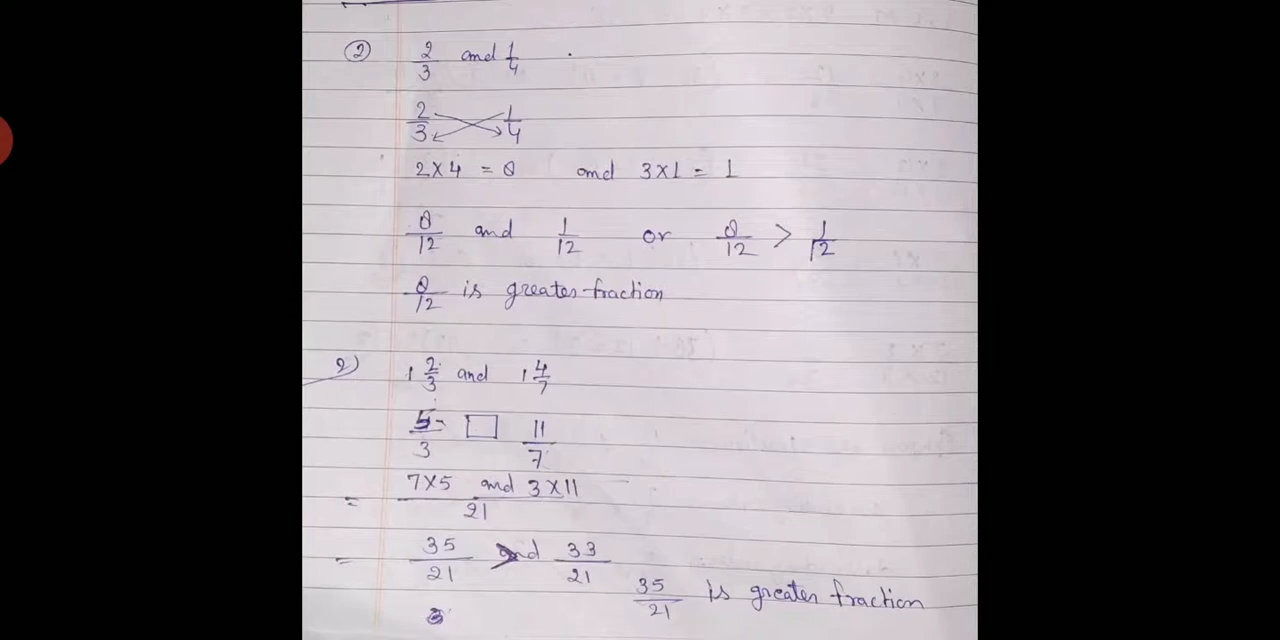 ② 2/3 and 1/4
2/3 1/4
2 × 4 = 8 and 3 × 1 = 1
8/12 and 1/12 or 8/12 > 1/12
8/12 is greater fraction
2) 1 2/3 and 1 4/7
5/3 □ 11/7
= 7×5 and 3×11 / 21
= 35/21 > and 33/21
35/21 is greater fraction